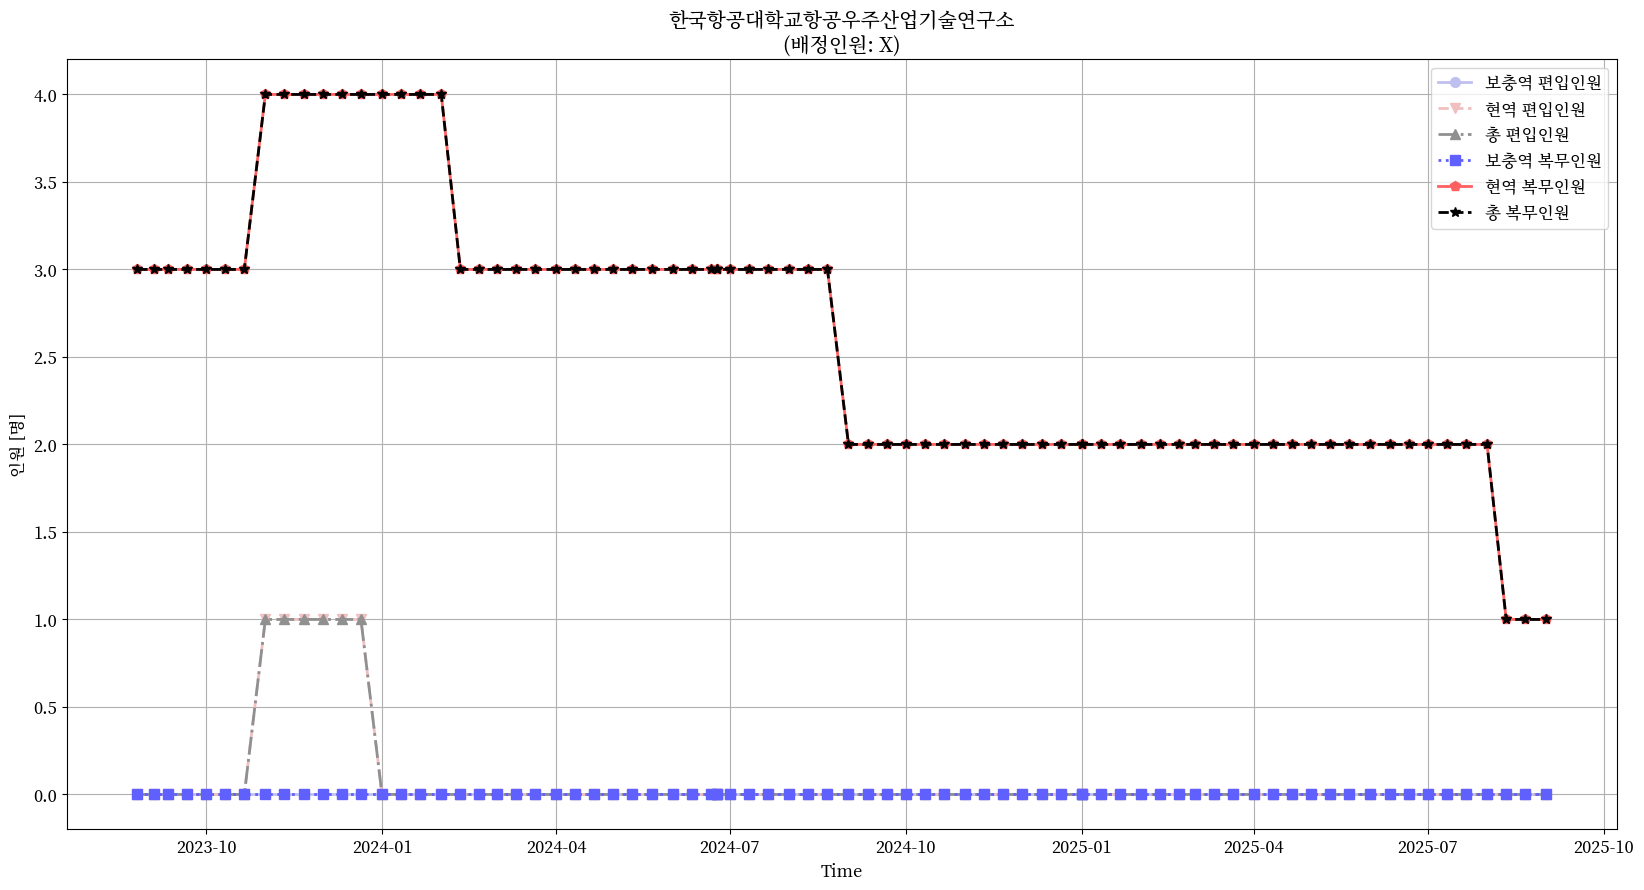 한국항공대학교항공우주산업기술연구소
(배정인원: X)
보충역 편입인원
현역 편입인원
총 편입인원
보충역 복무인원
현역 복무인원
총 복무인원
인원 [명]
4.0
3.5
3.0
2.5
2.0
1.5
1.0
0.5
0.0
2023-10
2024-01
2024-04
2024-07
2024-10
2025-01
2025-04
2025-07
2025-10
Time